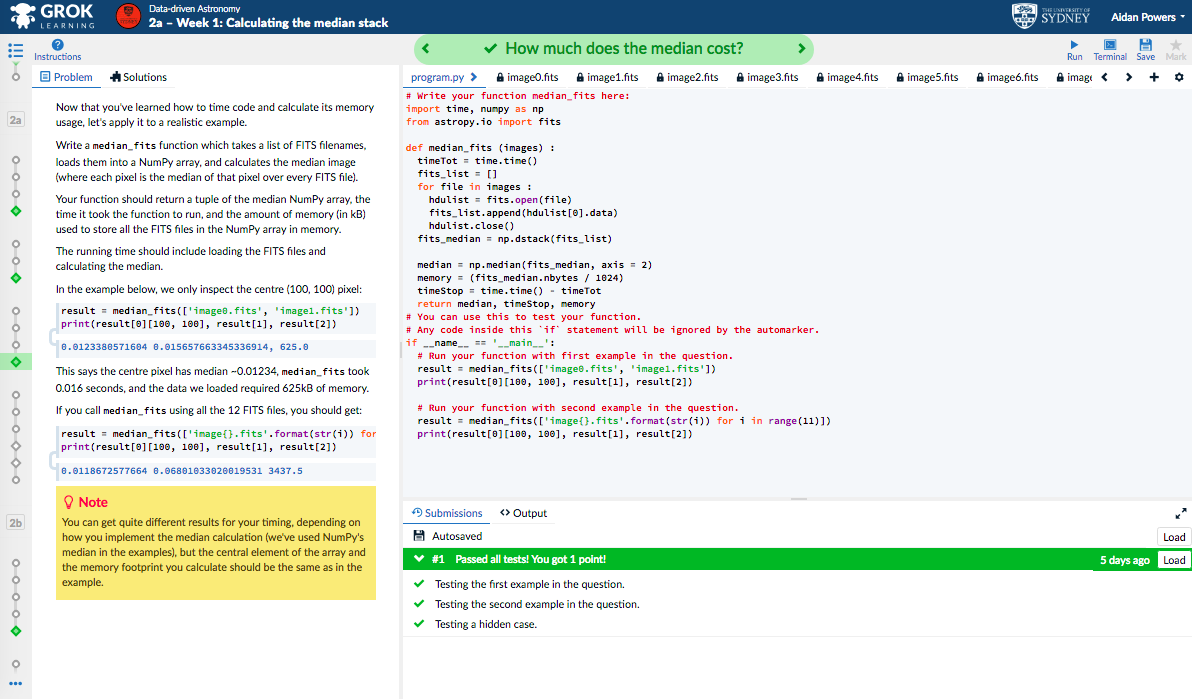 GROK
LEARNING
Data-driven Astronomy
2a – Week 1: Calculating the median stack
THE UNIVERSITY OF
SYDNEY
Aidan Powers
Instructions
How much does the median cost?
Run
Terminal
Save
Mark
Problem
Solutions
2a
2b
Now that you've learned how to time code and calculate its memory
usage, let's apply it to a realistic example.
Write a median_fits function which takes a list of FITS filenames,
loads them into a NumPy array, and calculates the median image
(where each pixel is the median of that pixel over every FITS file).
Your function should return a tuple of the median NumPy array, the
time it took the function to run, and the amount of memory (in kB)
used to store all the FITS files in the NumPy array in memory.
The running time should include loading the FITS files and
calculating the median.
In the example below, we only inspect the centre (100, 100) pixel:
result = median_fits(['image0.fits', 'image1.fits'])
print(result[0][100, 100], result[1], result[2])
0.0123380571604 0.015657663345336914, 625.0
This says the centre pixel has median ~0.01234, median_fits took
0.016 seconds, and the data we loaded required 625kB of memory.
If you call median_fits using all the 12 FITS files, you should get:
result = median_fits(['image{}.fits'.format(str(i)) for
print(result[0][100, 100], result[1], result[2])
0.0118672577664 0.06801033020019531 3437.5
Note
You can get quite different results for your timing, depending on
how you implement the median calculation (we've used NumPy's
median in the examples), but the central element of the array and
the memory footprint you calculate should be the same as in the
example.
program.py
image0.fits
image1.fits
image2.fits
image3.fits
image4.fits
image5.fits
image6.fits
image
# Write your function median_fits here:
import time, numpy as np
from astropy.io import fits
def median_fits (images) :
timeTot = time.time()
fits_list = []
for file in images :
hdulist = fits.open(file)
fits_list.append(hdulist[0].data)
hdulist.close()
fits_median = np.dstack(fits_list)
median = np.median(fits_median, axis = 2)
memory = (fits_median.nbytes / 1024)
timeStop = time.time() - timeTot
return median, timeStop, memory
# You can use this to test your function.
# Any code inside this `if` statement will be ignored by the automarker.
if __name__ == '__main__':
# Run your function with first example in the question.
result = median_fits(['image0.fits', 'image1.fits'])
print(result[0][100, 100], result[1], result[2])
# Run your function with second example in the question.
result = median_fits(['image{}.fits'.format(str(i)) for i in range(11)])
print(result[0][100, 100], result[1], result[2])
Submissions
Output
Autosaved
Load
#1 Passed all tests! You got 1 point!
5 days ago
Load
Testing the first example in the question.
Testing the second example in the question.
Testing a hidden case.